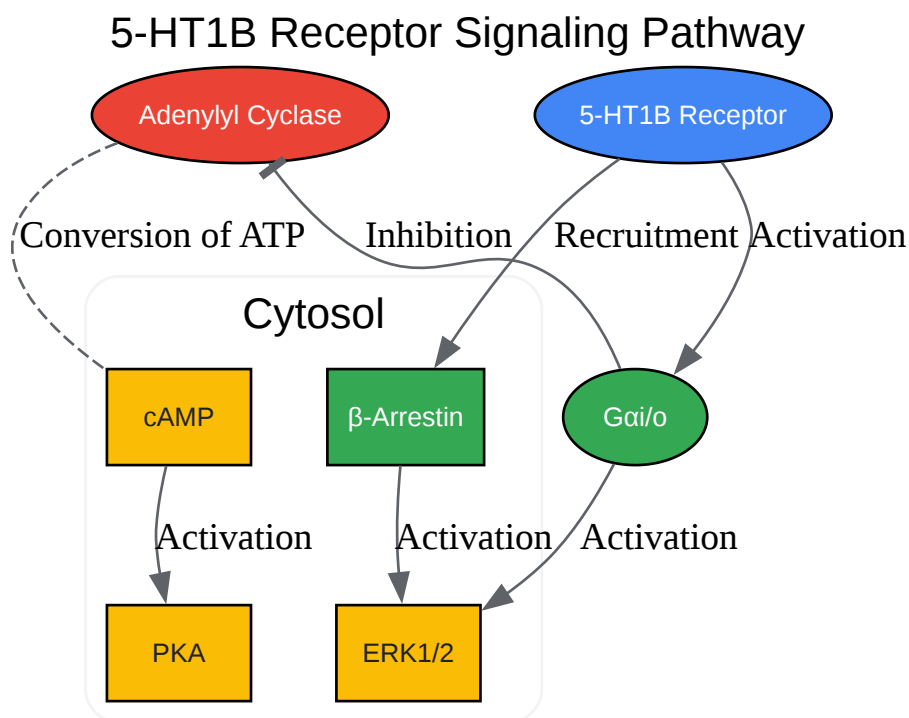 5-HT1B Receptor Signaling Pathway
Adenylyl Cyclase
5-HT1B Receptor
Conversion of ATP
Inhibition
Recruitment
Activation
Cytosol
cAMP
β-Arrestin
Gαi/o
Activation
Activation
Activation
PKA
ERK1/2